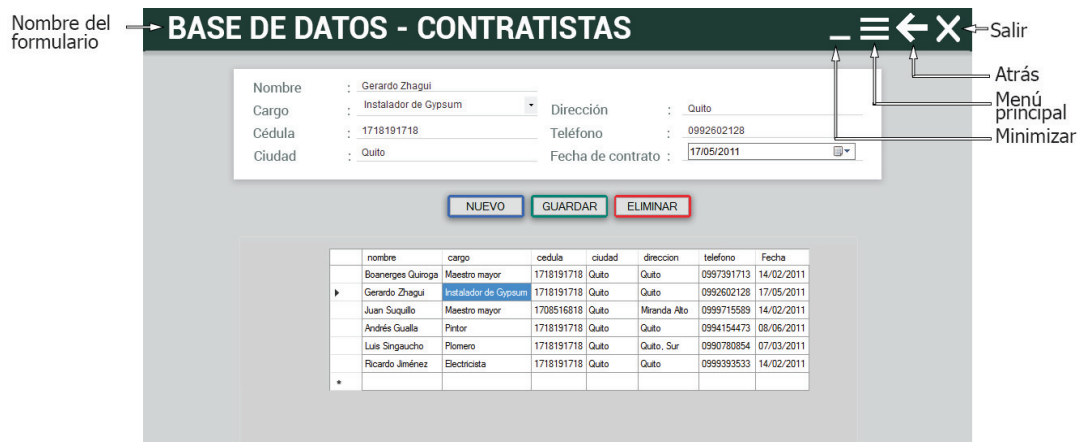 Nombre del
formulario
BASE DE DATOS - CONTRATISTAS
Salir
Atrás
Menú
principal
Minimizar
Nombre : Gerardo Zhagui
Cargo : Instalador de Gypsum Dirección : Quito
Cédula : 1718191718 Teléfono : 0992602128
Ciudad : Quito Fecha de contrato : 17/05/2011
NUEVO GUARDAR ELIMINAR
nombre cargo cedula ciudad direccion telefono Fecha
Boanerges Quiroga Maestro mayor 1718191718 Quito Quito 0997391713 14/02/2011
Gerardo Zhagui Instalador de Gypsum 1718191718 Quito Quito 0992602128 17/05/2011
Juan Suquillo Maestro mayor 1708516818 Quito Miranda Alto 0999715589 14/02/2011
Andrés Gualla Pintor 1718191718 Quito Quito 0994154473 08/06/2011
Luis Singaucho Plomero 1718191718 Quito Quito, Sur 0990780854 07/03/2011
Ricardo Jiménez Electricista 1718191718 Quito Quito 0999393533 14/02/2011
*